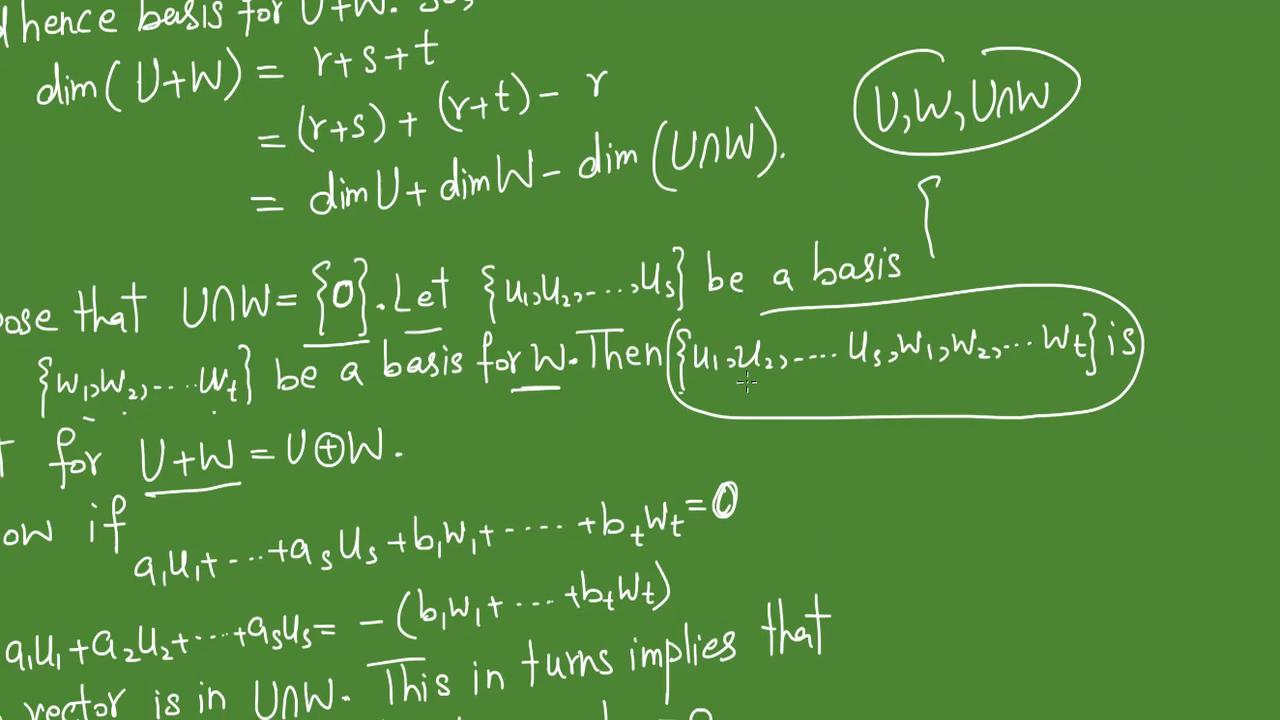 hence basis for U+W. So,
dim(U+W) = r+s+t
= (r+s) + (r+t) - r
= dim U + dim W - dim (U∩W).
U, W, U∩W
{
pose that U∩W = {0}. Let {u₁,u₂,....,uₛ} be a basis
{w₁,w₂,....wₜ} be a basis for W. Then {u₁,u₂,..... uₛ,w₁,w₂,... wₜ} is
for U+W = U⊕W.
ow if
a₁u₁+....+aₛuₛ+b₁w₁+.....+bₜwₜ=0
a₁u₁+a₂u₂+....+aₛuₛ= -(b₁w₁+....+bₜwₜ)
vector is in U∩W. This in turns implies that